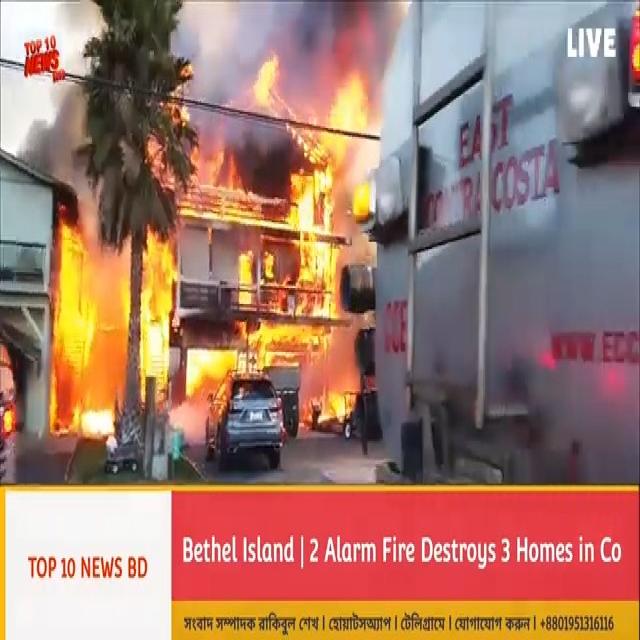 TOP 10
NEWS
LIVE
EAST
CONTRA COSTA
TOP 10 NEWS BD
Bethel Island | 2 Alarm Fire Destroys 3 Homes in Co
সংবাদ সম্পাদক রাকিবুল শেখ | হোয়াটসঅ্যাপ | টেলিগ্রামে | যোগাযোগ করুন | +8801951316116